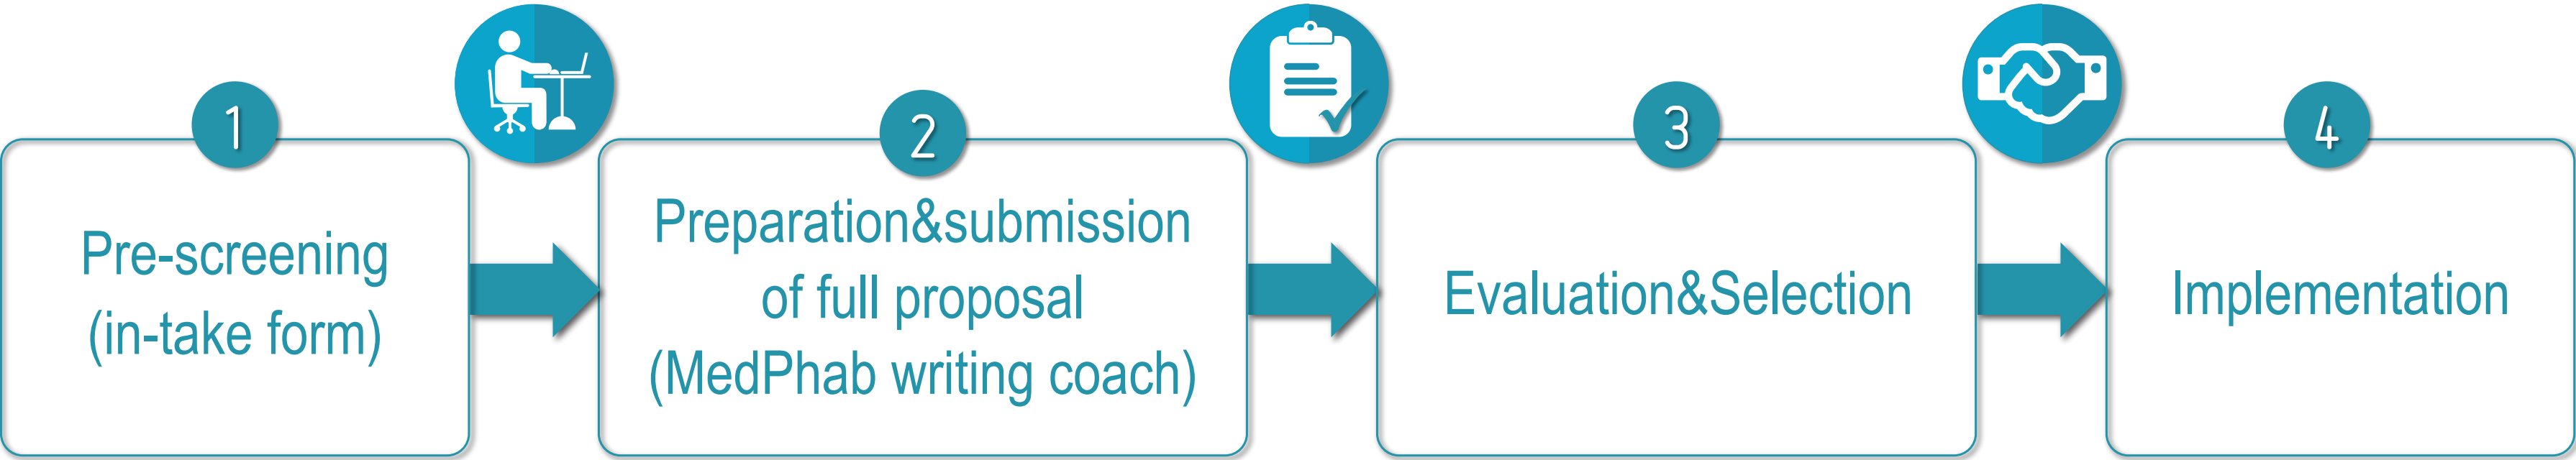 1
Pre-screening
(in-take form)
2
Preparation&submission
of full proposal
(MedPhab writing coach)
3
Evaluation&Selection
4
Implementation